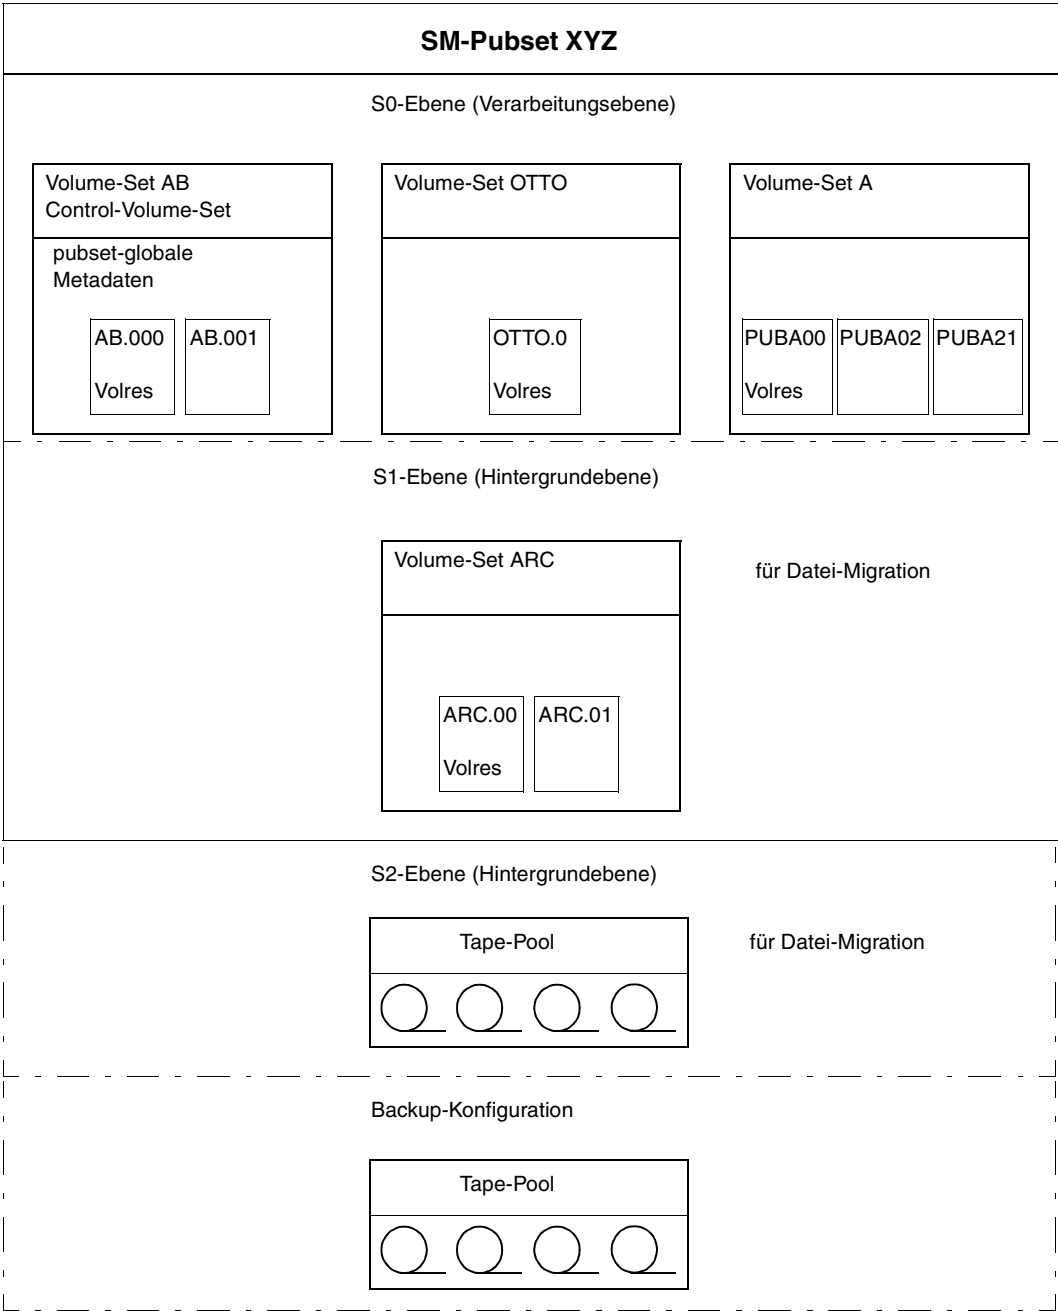 SM-Pubset XYZ
S0-Ebene (Verarbeitungsebene)
Volume-Set AB
Control-Volume-Set
pubset-globale
Metadaten
AB.000
Volres
AB.001
Volume-Set OTTO
OTTO.0
Volres
Volume-Set A
PUBA00
Volres
PUBA02
PUBA21
S1-Ebene (Hintergrundebene)
Volume-Set ARC
ARC.00
Volres
ARC.01
für Datei-Migration
S2-Ebene (Hintergrundebene)
Tape-Pool
für Datei-Migration
Backup-Konfiguration
Tape-Pool